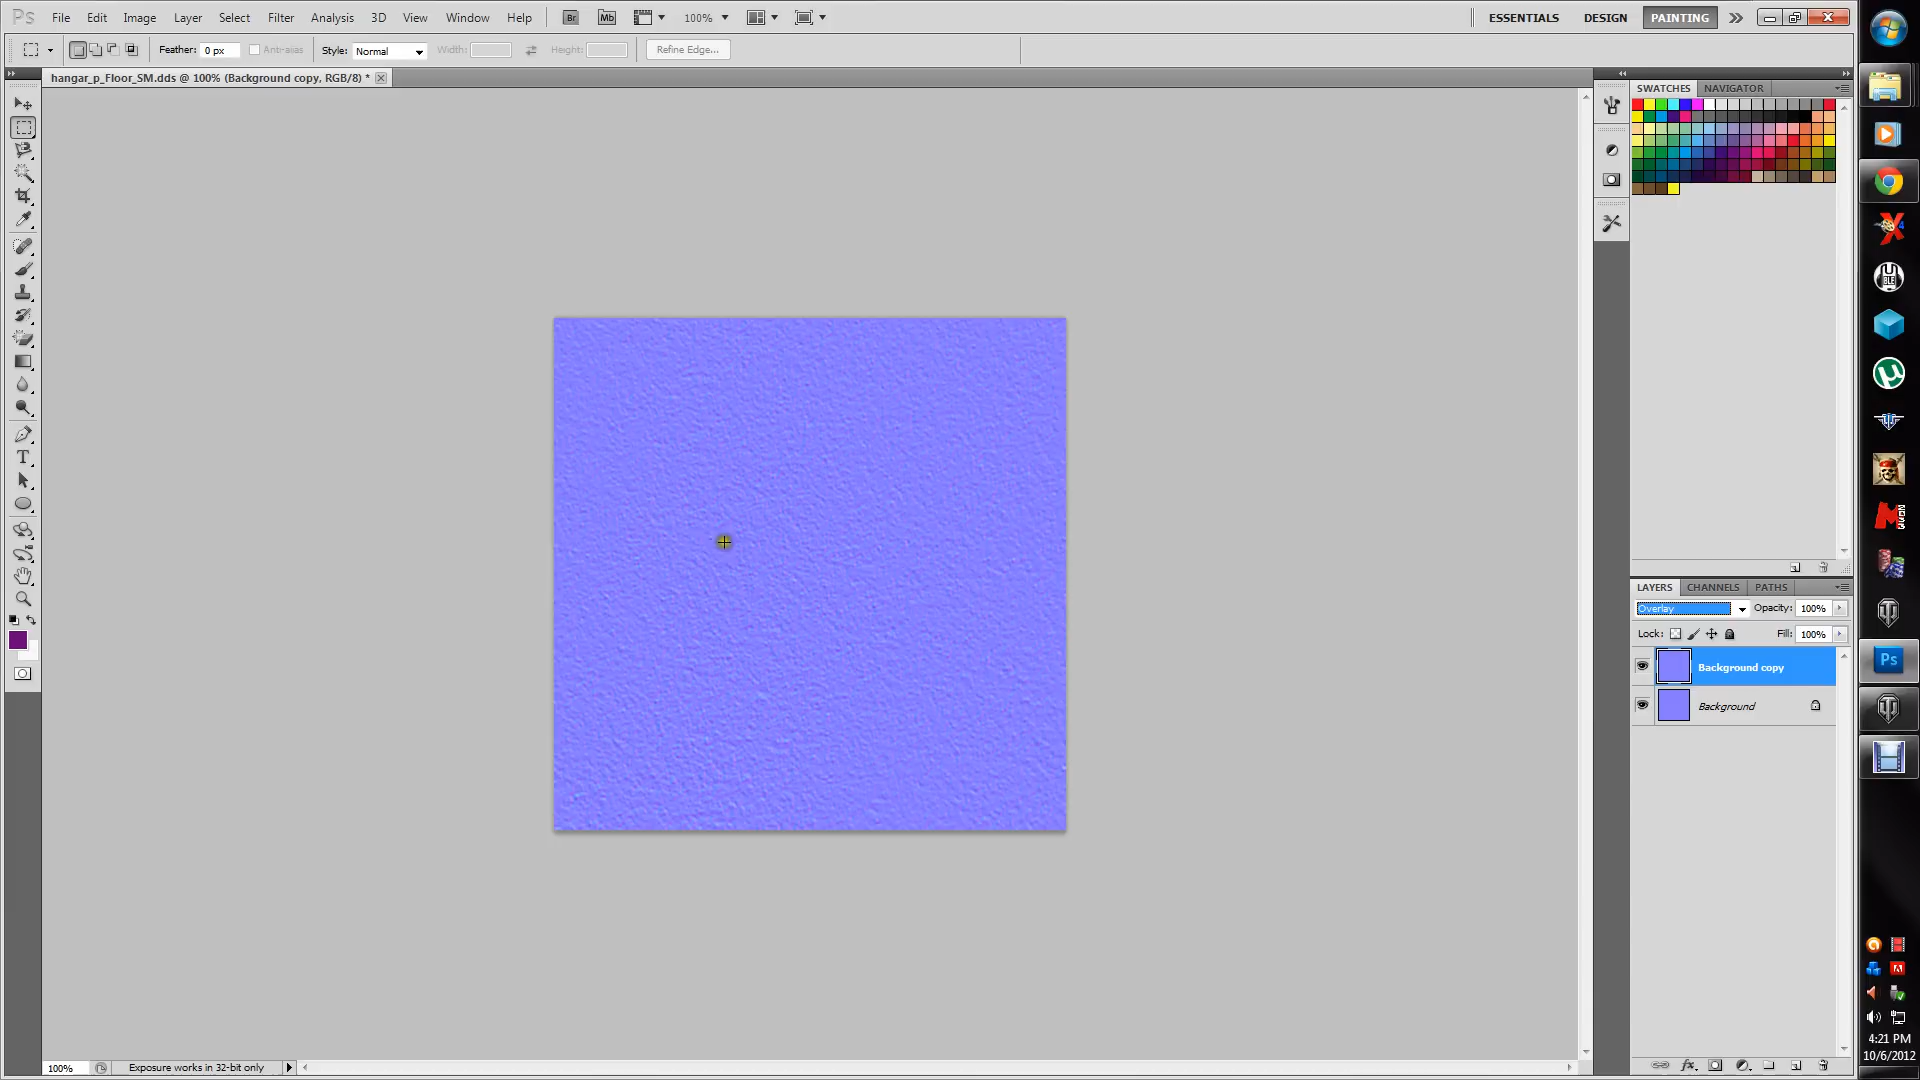 Ps File Edit Image Layer Select Filter Analysis 3D View Window Help Br Mb 100% ESSENTIALS DESIGN PAINTING
Feather: 0 px Anti-alias Style: Normal Width: Height: Refine Edge...
hangar_p_Floor_SM.dds @ 100% (Background copy, RGB/8) *
SWATCHES NAVIGATOR
LAYERS CHANNELS PATHS
Overlay Opacity: 100%
Lock: Fill: 100%
Background copy
Background
Ps
100% Exposure works in 32-bit only
4:21 PM
10/6/2012